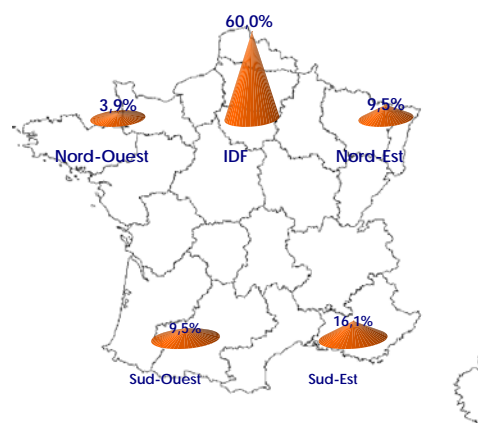 60,0%
3,9%
9,5%
Nord-Ouest
IDF
Nord-Est
9,5%
16,1%
Sud-Ouest
Sud-Est